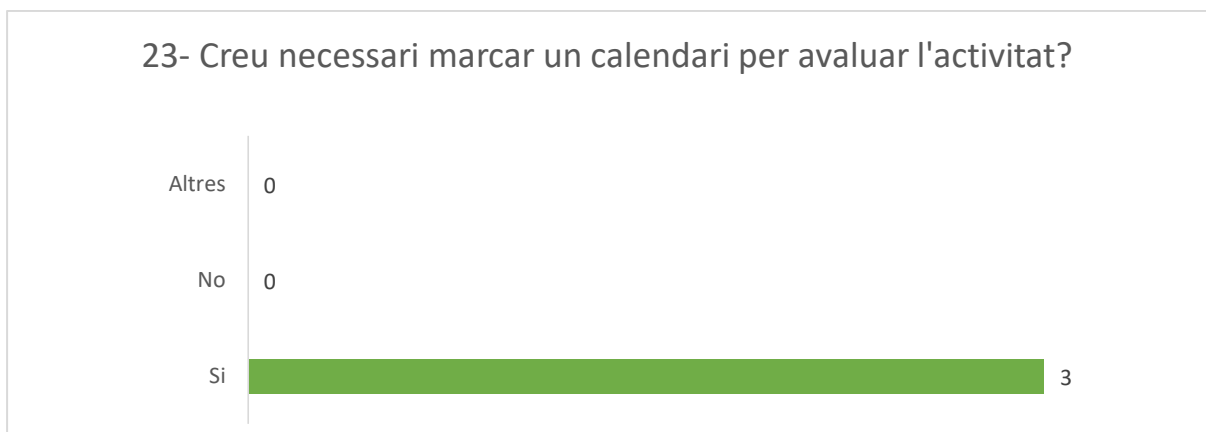 23- Creu necessari marcar un calendari per avaluar l'activitat?
Altres 0
No 0
Si 3